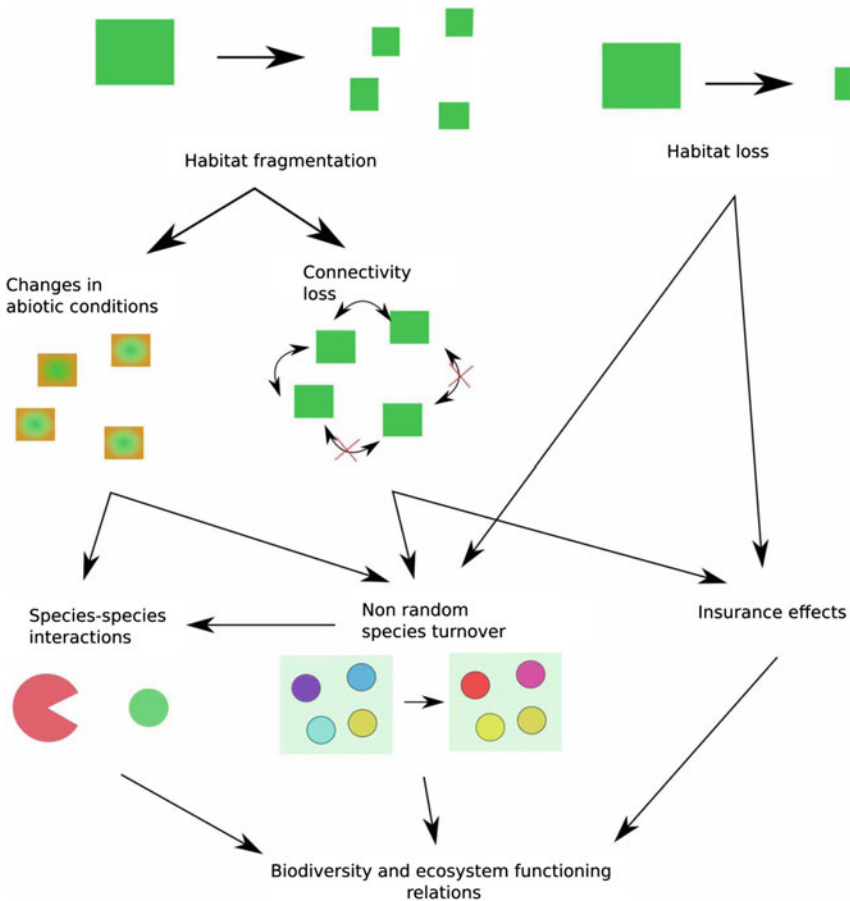 Habitat fragmentation
Habitat loss
Changes in
abiotic conditions
Connectivity
loss
Species-species
interactions
Non random
species turnover
Insurance effects
Biodiversity and ecosystem functioning
relations